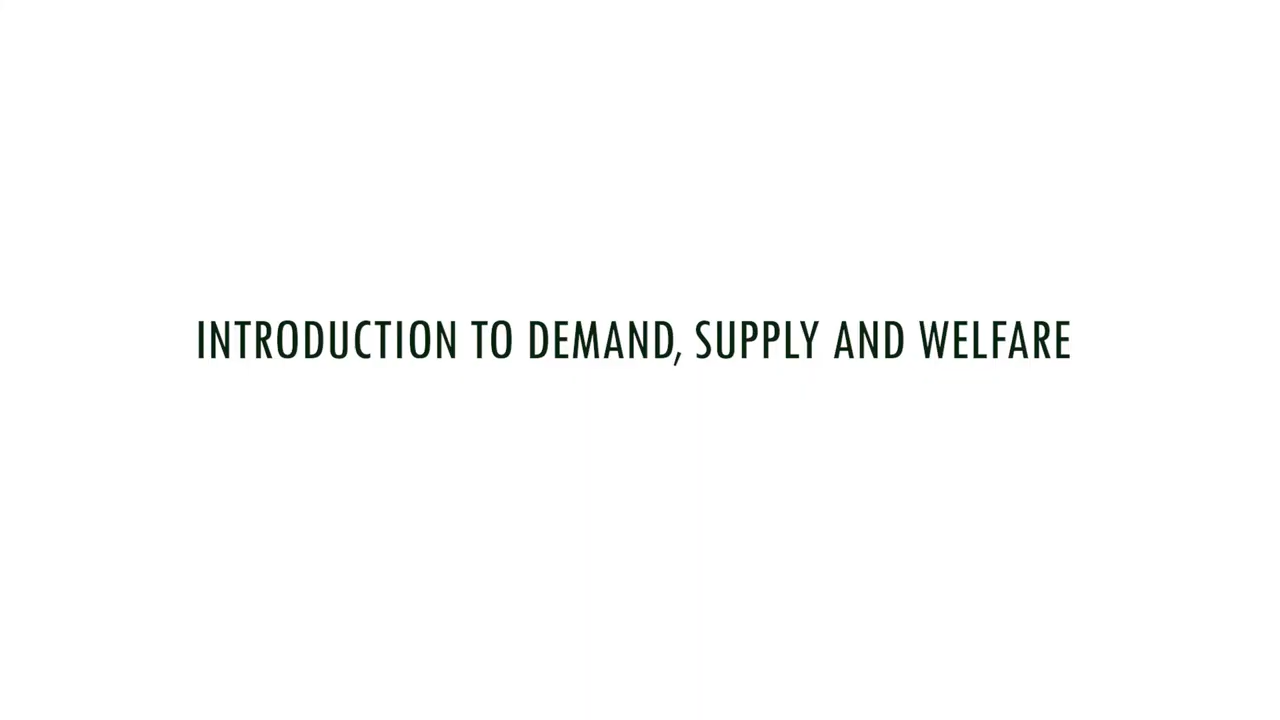 INTRODUCTION TO DEMAND, SUPPLY AND WELFARE